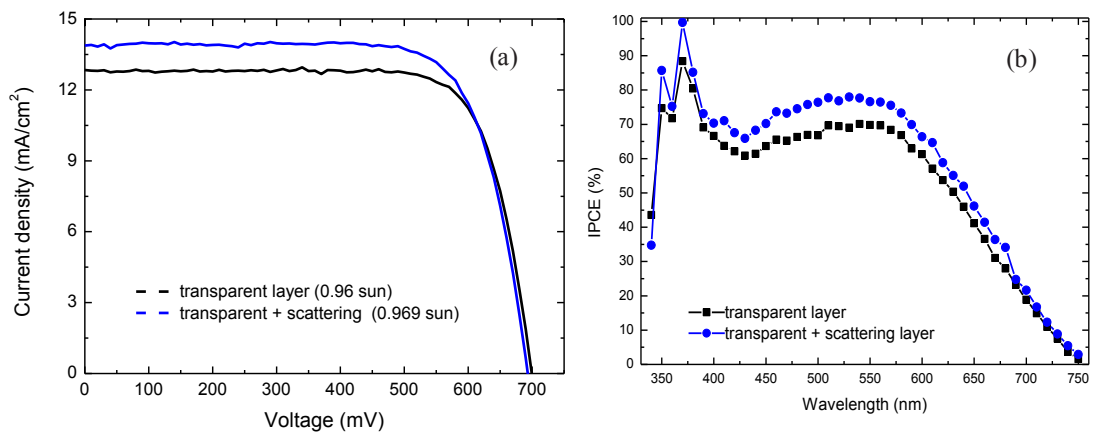 15
12
9
6
3
0
Current density (mA/cm²)
(a)
transparent layer (0.96 sun)
transparent + scattering (0.969 sun)
0 100 200 300 400 500 600 700
Voltage (mV)
100
90
80
70
60
50
40
30
20
10
0
IPCE (%)
(b)
transparent layer
transparent + scattering layer
350 400 450 500 550 600 650 700 750
Wavelength (nm)